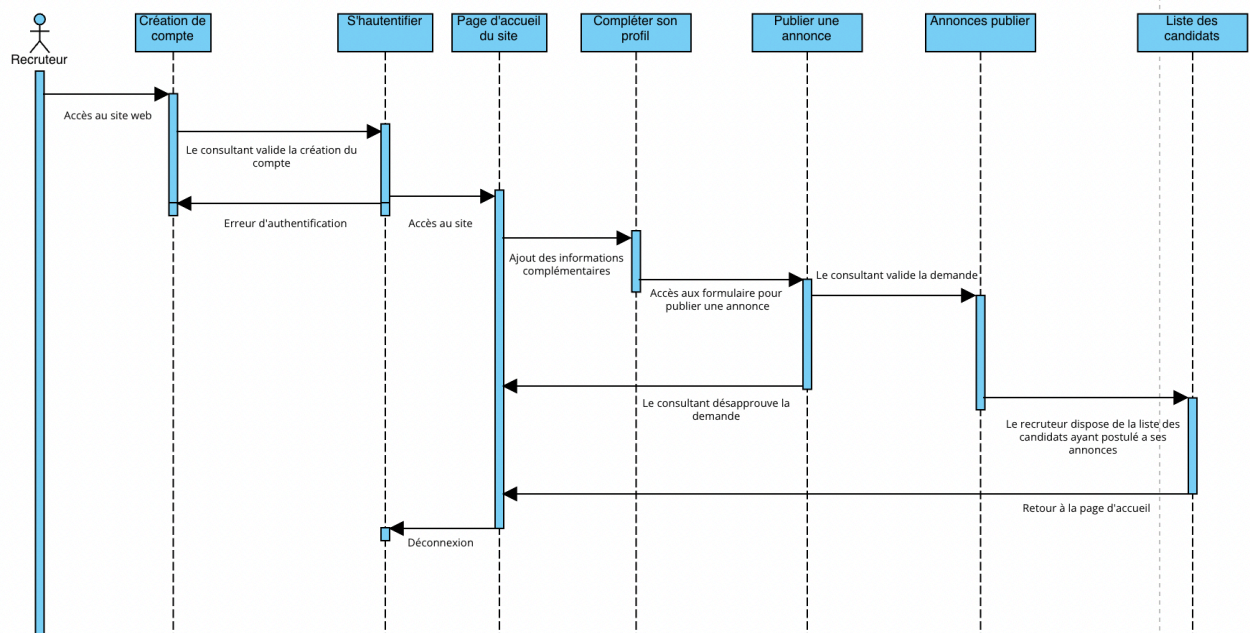 Création de
compte
S'hautentifier
Page d'accueil
du site
Compléter son
profil
Publier une
annonce
Annonces publier
Liste des
candidats
Recruteur
Accès au site web
Le consultant valide la création du
compte
Erreur d'authentification
Accès au site
Ajout des informations
complémentaires
Le consultant valide la demande
Accès aux formulaire pour
publier une annonce
Le consultant désapprouve la
demande
Le recruteur dispose de la liste des
candidats ayant postulé a ses
annonces
Retour à la page d'accueil
Déconnexion